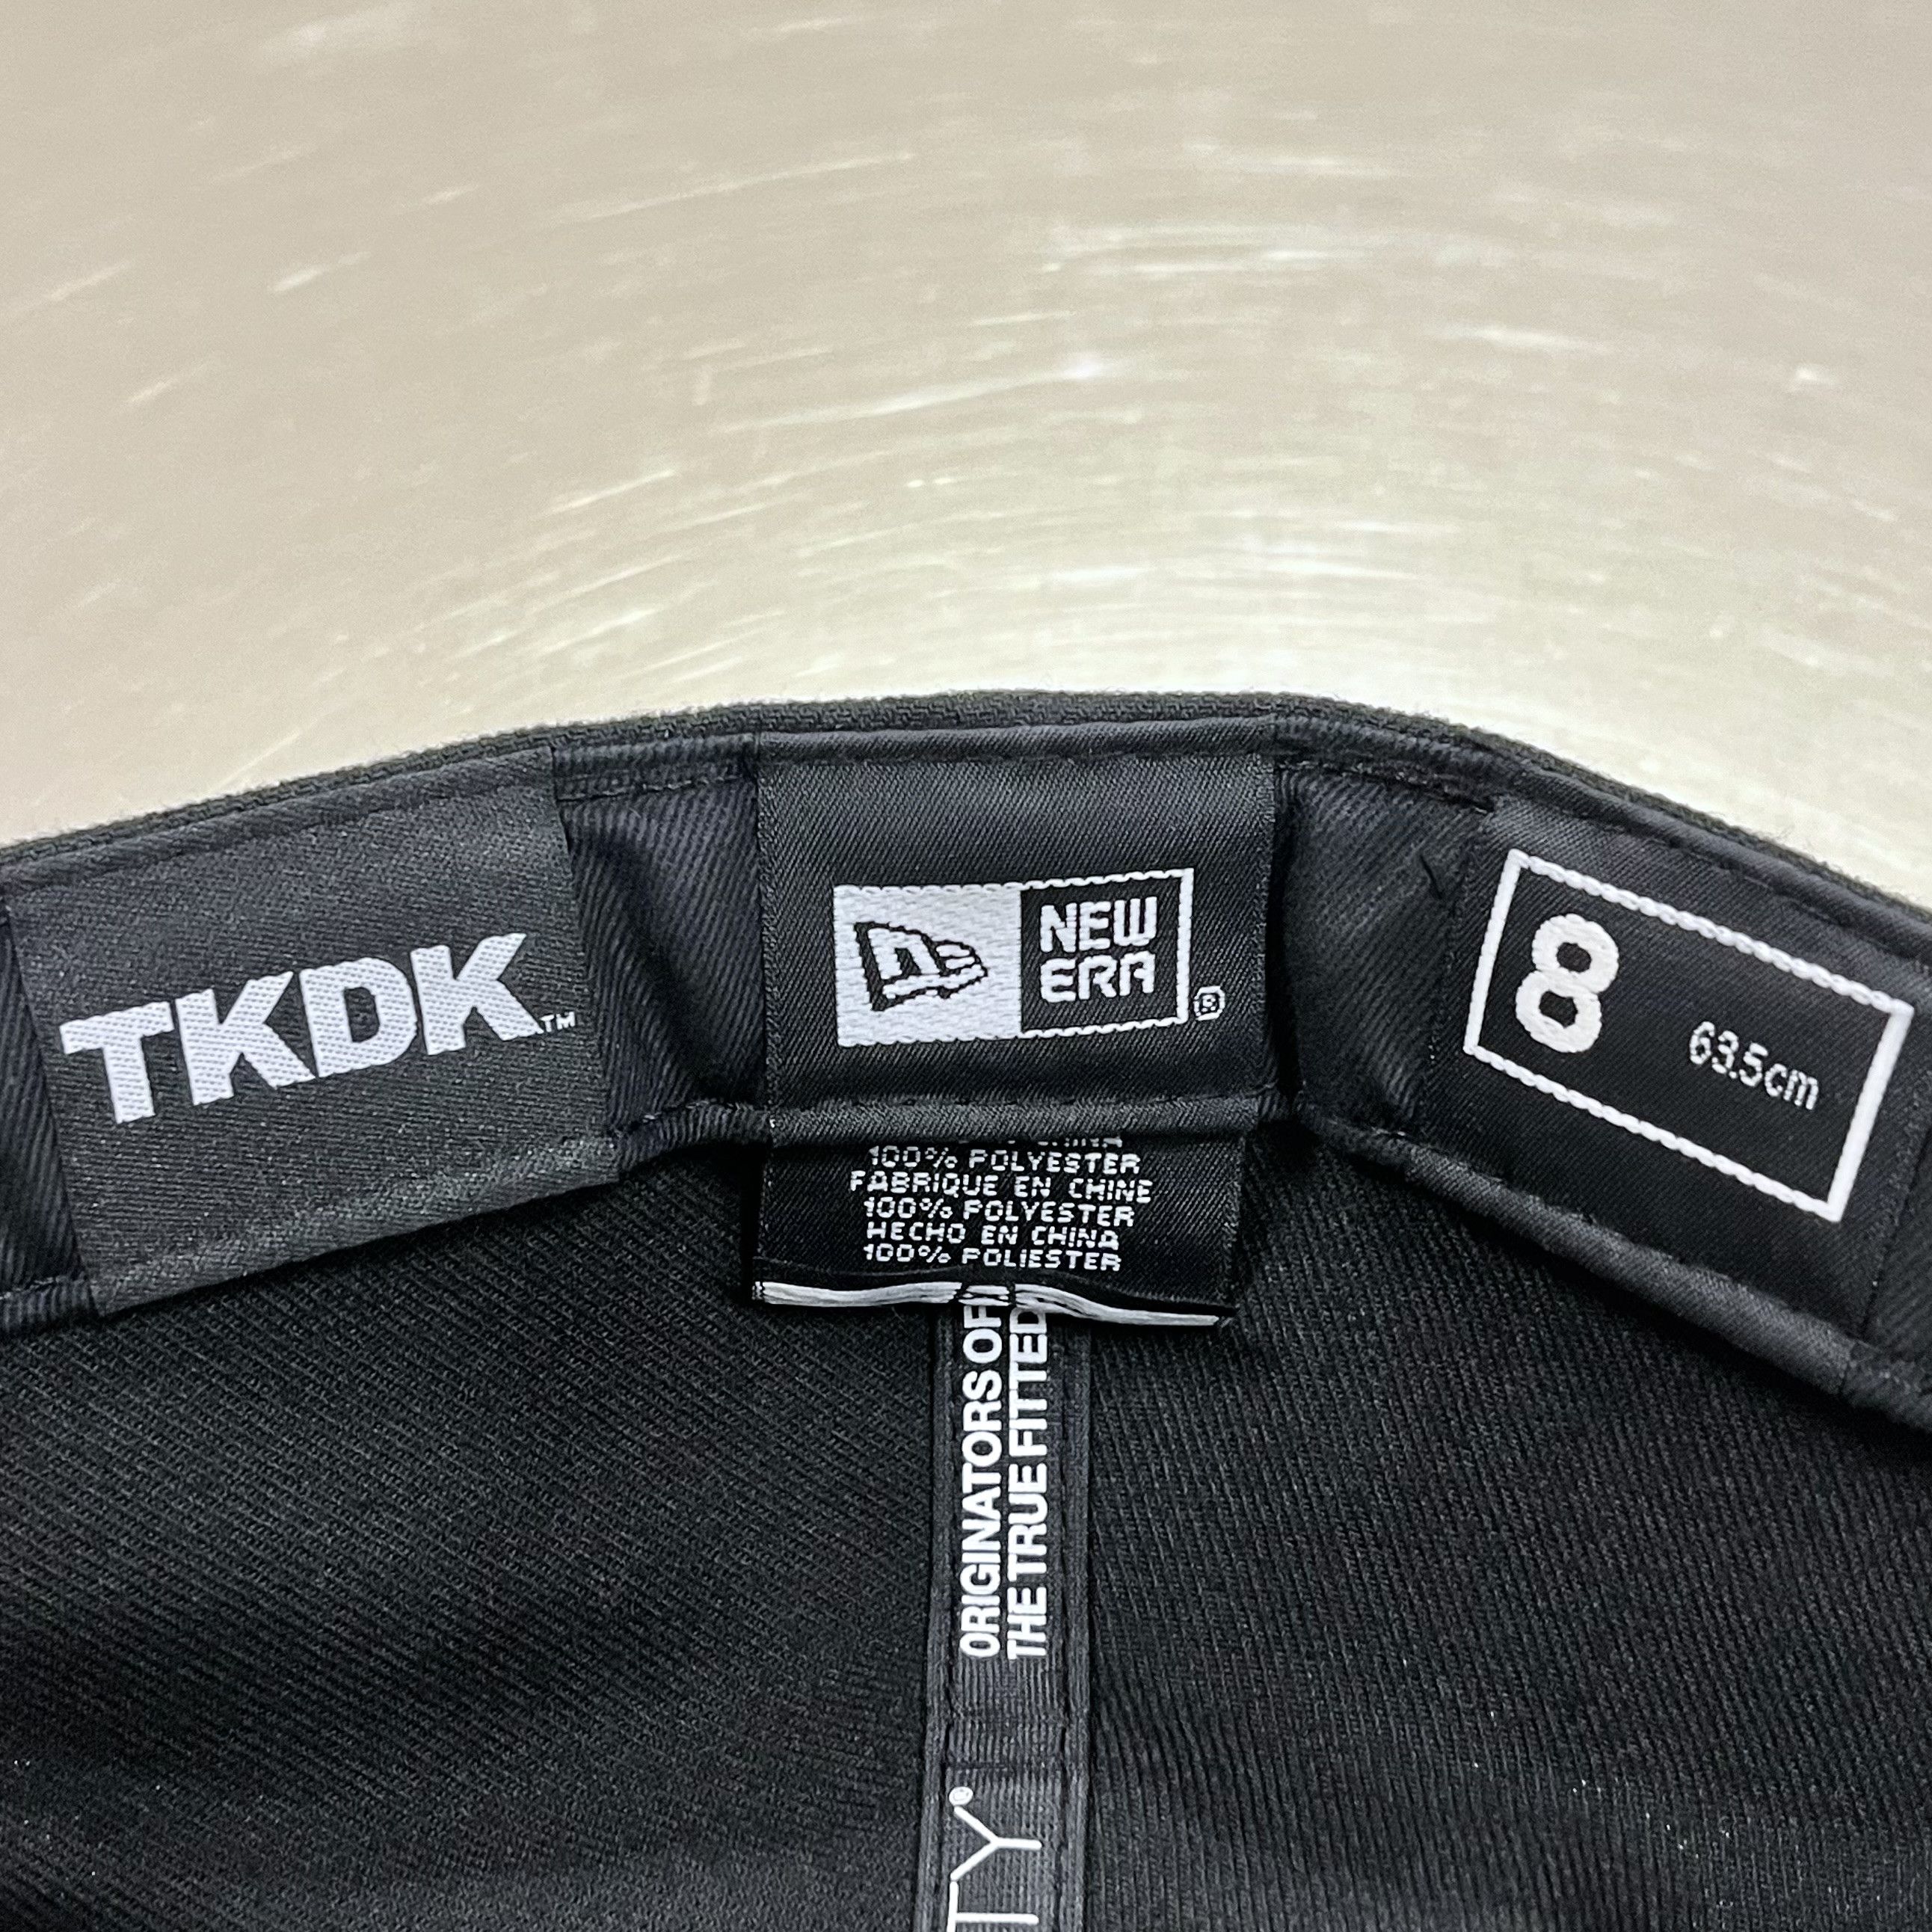 TKDK™
NE
NEW
ERA®
8
63.5cm
100% POLYESTER
FABRIQUE EN CHINE
100% POLYESTER
HECHO EN CHINA
100% POLIESTER
ORIGINATORS OF
THE TRUE FITTED